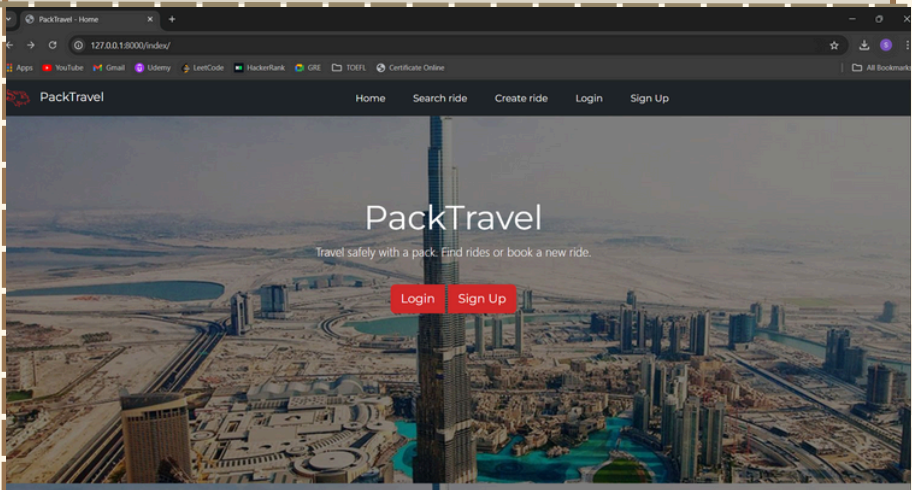 PackTravel - Home
127.0.0.1:8000/index/
S
Apps YouTube Gmail Udemy LeetCode HackerRank GRE TOEFL Certificate Online All Bookmarks
PackTravel Home Search ride Create ride Login Sign Up
PackTravel
Travel safely with a pack. Find rides or book a new ride.
Login Sign Up